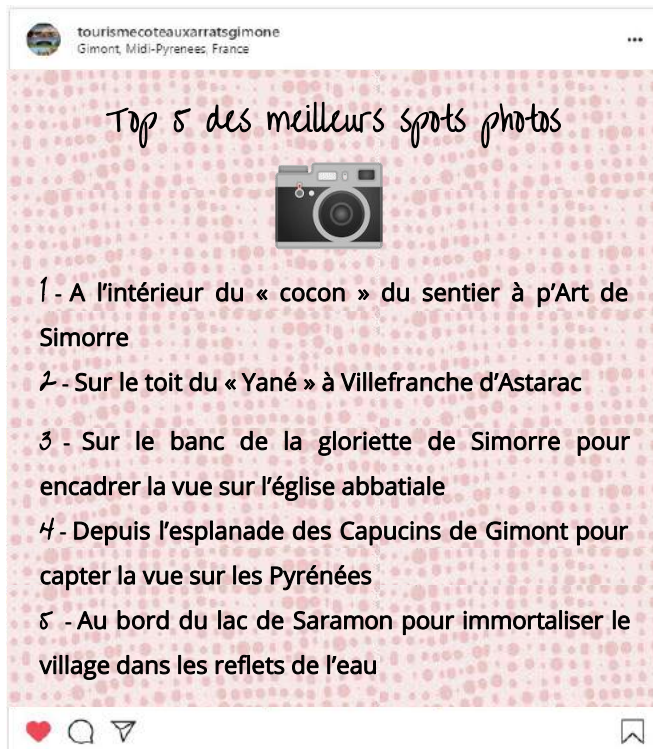 tourismecoteauxarratsgimone
Gimont, Midi-Pyrenees, France
Top 5 des meilleurs spots photos
1 - A l’intérieur du « cocon » du sentier à p’Art de
Simorre
2 - Sur le toit du « Yané » à Villefranche d’Astarac
3 - Sur le banc de la gloriette de Simorre pour
encadrer la vue sur l’église abbatiale
4 - Depuis l’esplanade des Capucins de Gimont pour
capter la vue sur les Pyrénées
5 - Au bord du lac de Saramon pour immortaliser le
village dans les reflets de l’eau